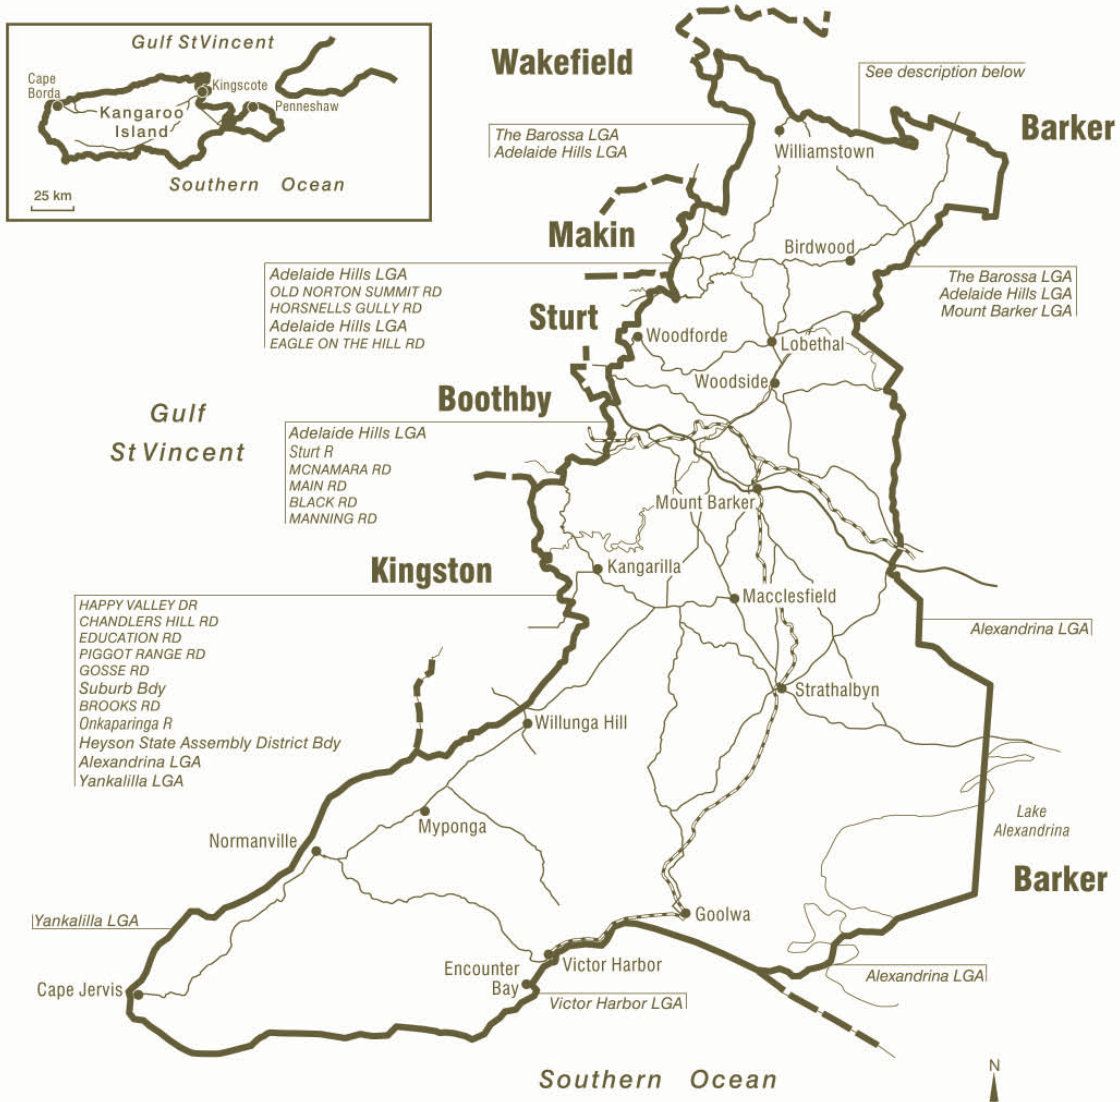 Gulf St Vincent
Cape
Borda
Kingscote
Penneshaw
Kangaroo
Island
Southern Ocean
25 km
Wakefield
See description below
Barker
The Barossa LGA
Adelaide Hills LGA
Williamstown
Makin
Birdwood
Adelaide Hills LGA
OLD NORTON SUMMIT RD
HORSNELLS GULLY RD
Adelaide Hills LGA
EAGLE ON THE HILL RD
The Barossa LGA
Adelaide Hills LGA
Mount Barker LGA
Sturt
Woodforde
Lobethal
Woodside
Boothby
Gulf
St Vincent
Adelaide Hills LGA
Sturt R
MCNAMARA RD
MAIN RD
BLACK RD
MANNING RD
Mount Barker
Kingston
Kangarilla
Macclesfield
HAPPY VALLEY DR
CHANDLERS HILL RD
EDUCATION RD
PIGGOT RANGE RD
GOSSE RD
Suburb Bdy
BROOKS RD
Onkaparinga R
Heyson State Assembly District Bdy
Alexandrina LGA
Yankalilla LGA
Alexandrina LGA
Strathalbyn
Willunga Hill
Myponga
Normanville
Lake
Alexandrina
Barker
Yankalilla LGA
Goolwa
Cape Jervis
Encounter
Bay
Victor Harbor
Victor Harbor LGA
Alexandrina LGA
Southern Ocean
N